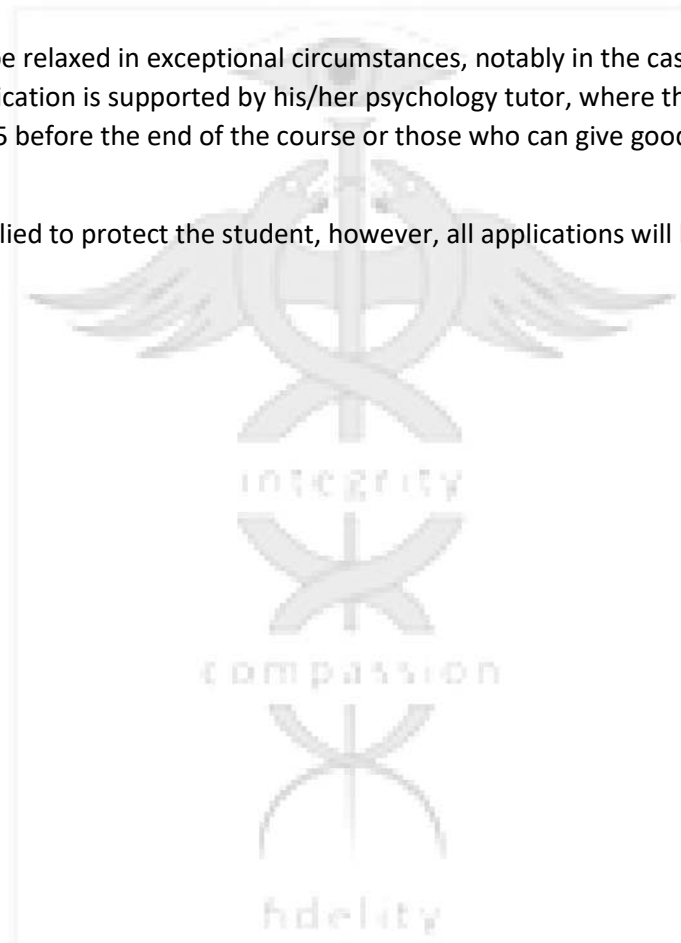 be relaxed in exceptional circumstances, notably in the cas
ication is supported by his/her psychology tutor, where th
5 before the end of the course or those who can give good
lied to protect the student, however, all applications will
integrity
compassion
fidelity